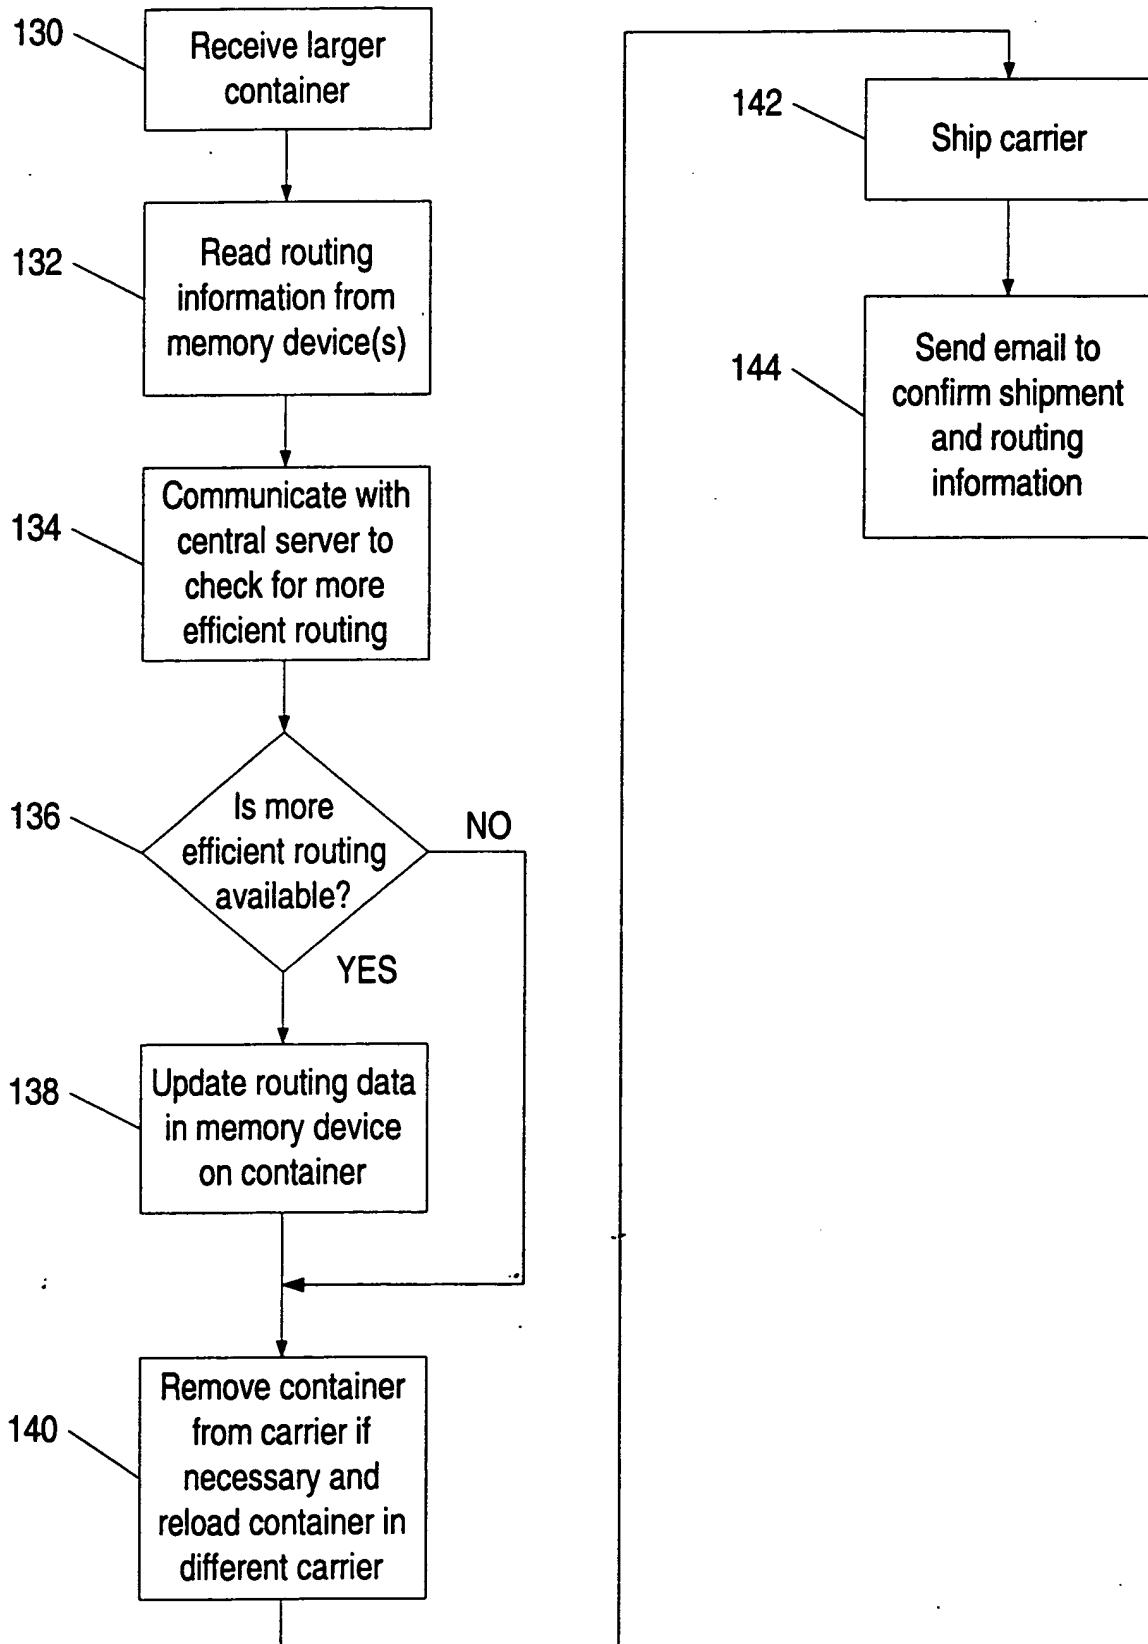 130
Receive larger
container
132
Read routing
information from
memory device(s)
134
Communicate with
central server to
check for more
efficient routing
136
Is more
efficient routing
available?
NO
YES
138
Update routing data
in memory device
on container
140
Remove container
from carrier if
necessary and
reload container in
different carrier
142
Ship carrier
144
Send email to
confirm shipment
and routing
information